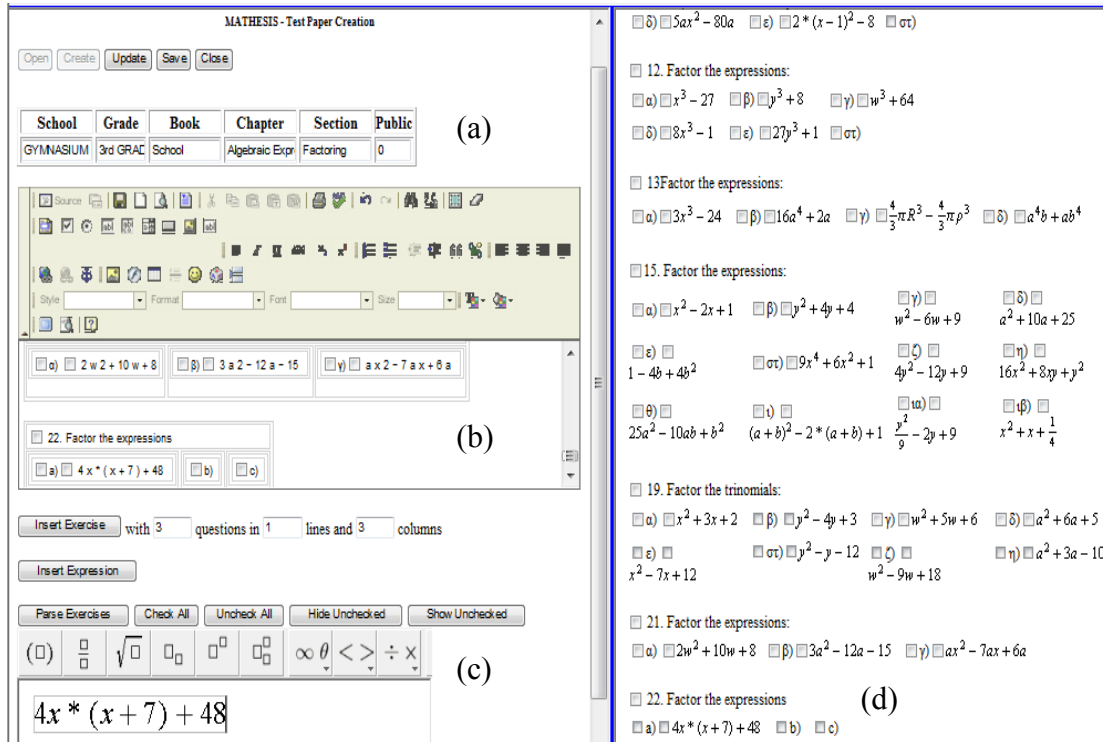 MATHESIS - Test Paper Creation
Open Create Update Save Close
School Grade Book Chapter Section Public
GYMNASIUM 3rd GRAD School Algebraic Expr Factoring 0
(a)
Source
Style Format Font Size
α) 2 w 2 + 10 w + 8 β) 3 a 2 − 12 a − 15 γ) a x 2 − 7 a x + 6 a
(b)
22. Factor the expressions
a) 4 x * ( x + 7 ) + 48 b) c)
Insert Exercise with 3 questions in 1 lines and 3 columns
Insert Expression
Parse Exercises Check All Uncheck All Hide Unchecked Show Unchecked
(□) □/□ √□ □□ □□ □□□ ∞ θ < > ÷ ×
(c)
4x * (x + 7) + 48
δ) 5ax² − 80a ε) 2 * (x − 1)² − 8 στ)
12. Factor the expressions:
α) x³ − 27 β) y³ + 8 γ) w³ + 64
δ) 8x³ − 1 ε) 27y³ + 1 στ)
13Factor the expressions:
α) 3x³ − 24 β) 16a⁴ + 2a γ) 4/3πR³ − 4/3πρ³ δ) a⁴b + ab⁴
15. Factor the expressions:
α) x² − 2x + 1 β) y² + 4y + 4 γ) w² − 6w + 9 δ) a² + 10a + 25
ε) 1 − 4b + 4b² στ) 9x⁴ + 6x² + 1 ζ) 4y² − 12y + 9 η) 16x² + 8xy + y²
θ) 25a² − 10ab + b² ι) (a + b)² − 2 * (a + b) + 1 ια) y²/9 − 2y + 9 ιβ) x² + x + 1/4
19. Factor the trinomials:
α) x² + 3x + 2 β) y² − 4y + 3 γ) w² + 5w + 6 δ) a² + 6a + 5
ε) x² − 7x + 12 στ) y² − y − 12 ζ) w² − 9w + 18 η) a² + 3a − 10
21. Factor the expressions:
α) 2w² + 10w + 8 β) 3a² − 12a − 15 γ) ax² − 7ax + 6a
22. Factor the expressions
(d)
a) 4x * (x + 7) + 48 b) c)